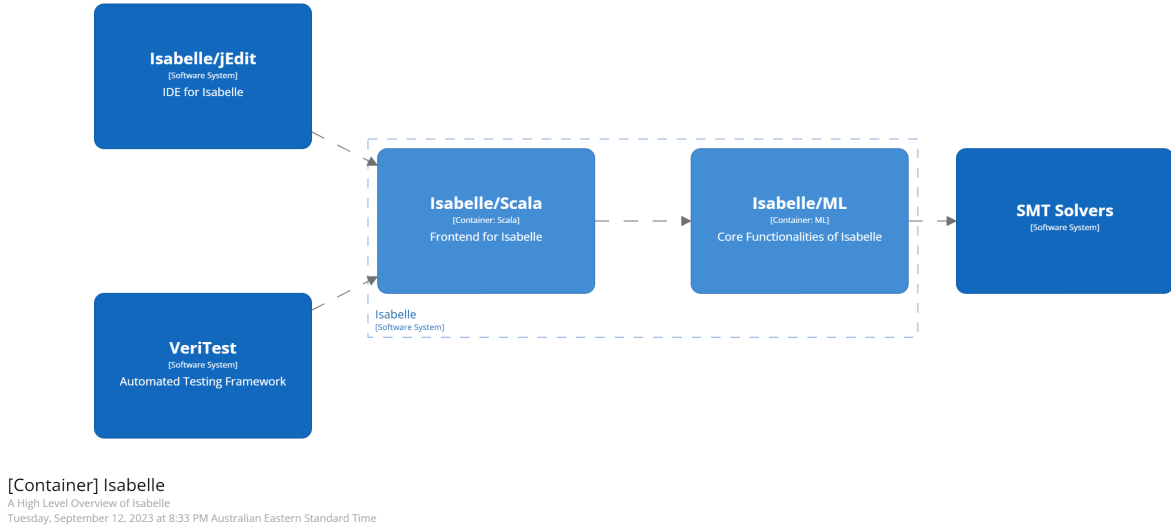 Isabelle/jEdit
[Software System]
IDE for Isabelle
Isabelle/Scala
[Container: Scala]
Frontend for Isabelle
Isabelle/ML
[Container: ML]
Core Functionalities of Isabelle
SMT Solvers
[Software System]
Isabelle
[Software System]
VeriTest
[Software System]
Automated Testing Framework
[Container] Isabelle
A High Level Overview of Isabelle
Tuesday, September 12, 2023 at 8:33 PM Australian Eastern Standard Time